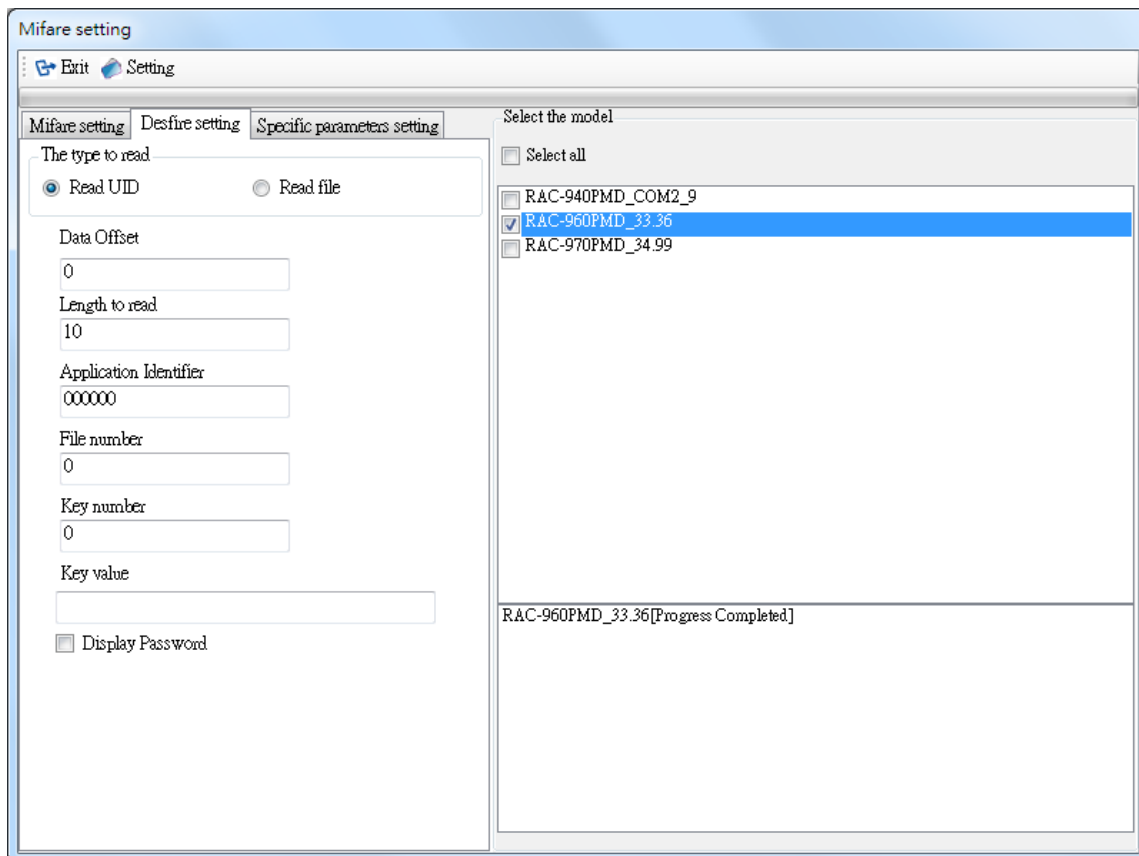 Mifare setting
Exit Setting
Mifare setting Desfire setting Specific parameters setting
The type to read
Read UID Read file
Data Offset
0
Length to read
10
Application Identifier
000000
File number
0
Key number
0
Key value
Display Password
Select the model
Select all
RAC-940PMD_COM2_9
RAC-960PMD_33.36
RAC-970PMD_34.99
RAC-960PMD_33.36[Progress Completed]